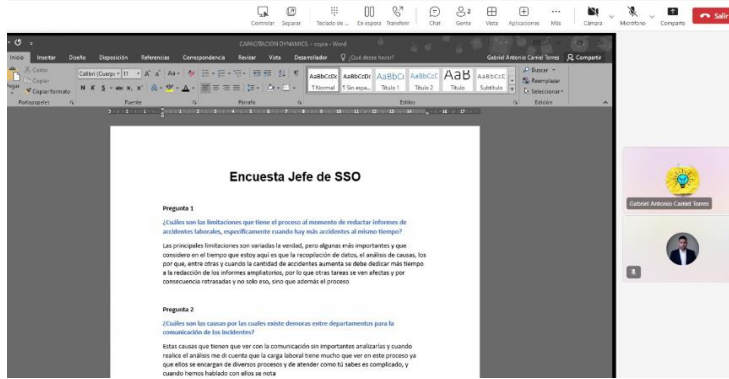 Controlar Separar Teclado de ... En espera Transferir Chat Gente 2 Vista Aplicaciones Más Cámara Micrófono Comparte Salir
CAPACITACION DYNAMICS - copia - Word
Gabriel Antonio Carriel Torres Compartir
Inicio Insertar Diseño Disposición Referencias Correspondencia Revisar Vista Desarrollador ¿Qué desea hacer?
Cortar
Copiar
Copiar formato
Calibri (Cuerpo 11
N K S
AaBbCcDc AaBbCcDc AaBbCc AaBbCcC AaB AaBbCcC
1 Normal 1 Sin espa... Título 1 Título 2 Título Subtítulo
Buscar
Reemplazar
Seleccionar
Portapapeles Fuente Párrafo Estilos Edición
Encuesta Jefe de SSO
Pregunta 1
¿Cuáles son las limitaciones que tiene el proceso al momento de redactar informes de
accidentes laborales, específicamente cuando hay más accidentes al mismo tiempo?
Las principales limitaciones son variadas la verdad, pero algunas más importantes y que
considero en el tiempo que estoy aquí es que la recopilación de datos, el análisis de causas, los
por que, entre otras y cuando la cantidad de accidentes aumenta se debe dedicar más tiempo
a la redacción de los informes ampliatorios, por lo que otras tareas se ven afectas y por
consecuencia retrasadas y no solo eso, sino que además el proceso
Pregunta 2
¿Cuáles son las causas por las cuales existe demoras entre departamentos para la
comunicación de los incidentes?
Estas causas que tienen que ver con la comunicación sin importantes analizarlas y cuando
realice el análisis me di cuenta que la carga laboral tiene mucho que ver en este proceso ya
que ellos se encargan de diversos procesos y de atender como tú sabes es complicado, y
cuando hemos hablado con ellos se nota
Gabriel Antonio Carriel Torres